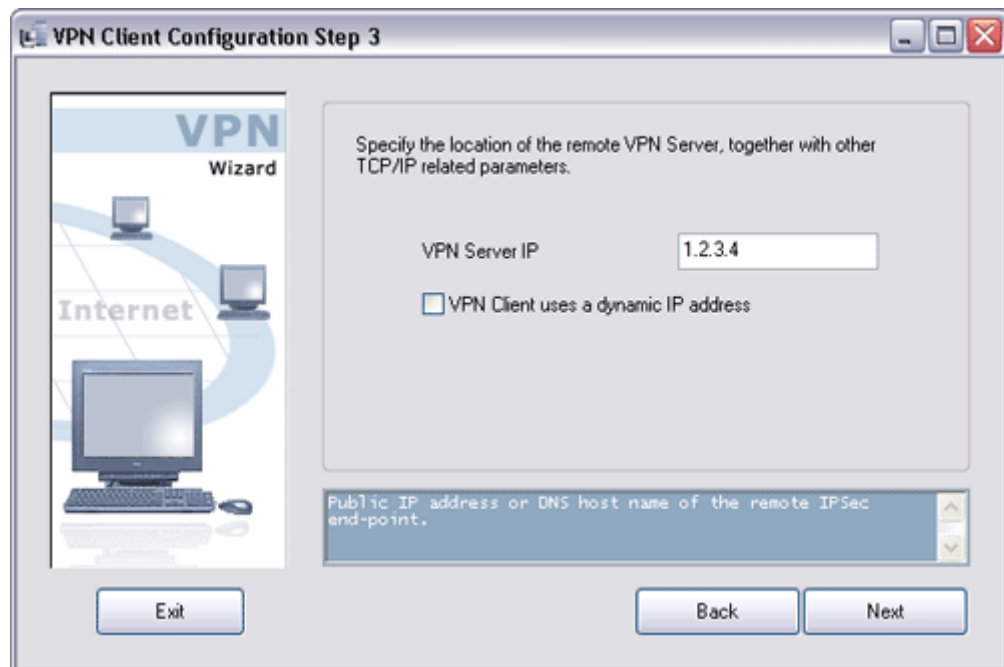 VPN Client Configuration Step 3
VPN
Wizard
Internet
Specify the location of the remote VPN Server, together with other
TCP/IP related parameters.
VPN Server IP
1.2.3.4
VPN Client uses a dynamic IP address
Public IP address or DNS host name of the remote IPSec
end-point.
Exit
Back
Next